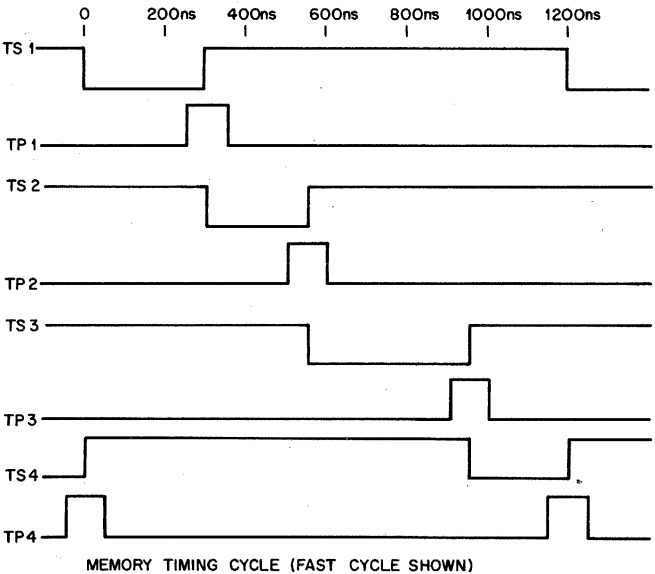 0 200ns 400ns 600ns 800ns 1000ns 1200ns
TS 1
TP 1
TS 2
TP 2
TS 3
TP 3
TS4
TP4
MEMORY TIMING CYCLE (FAST CYCLE SHOWN)